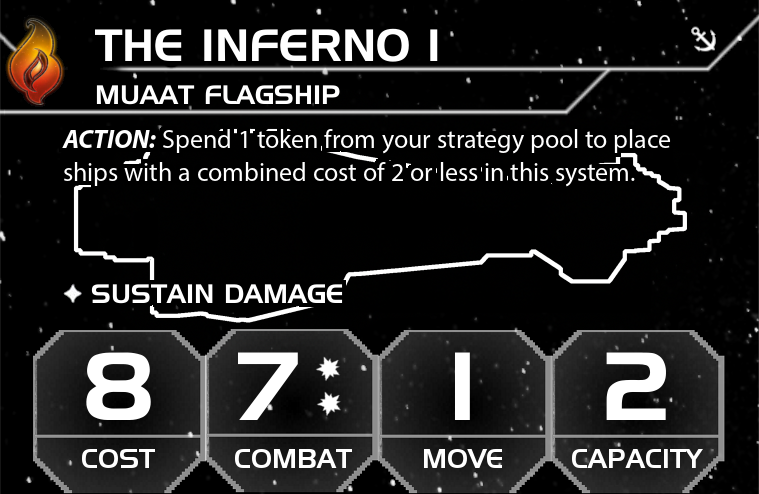 THE INFERNO I
MUAAT FLAGSHIP
ACTION: Spend 1 token from your strategy pool to place
ships with a combined cost of 2 or less in this system.
SUSTAIN DAMAGE
8 7 1 2
COST COMBAT MOVE CAPACITY